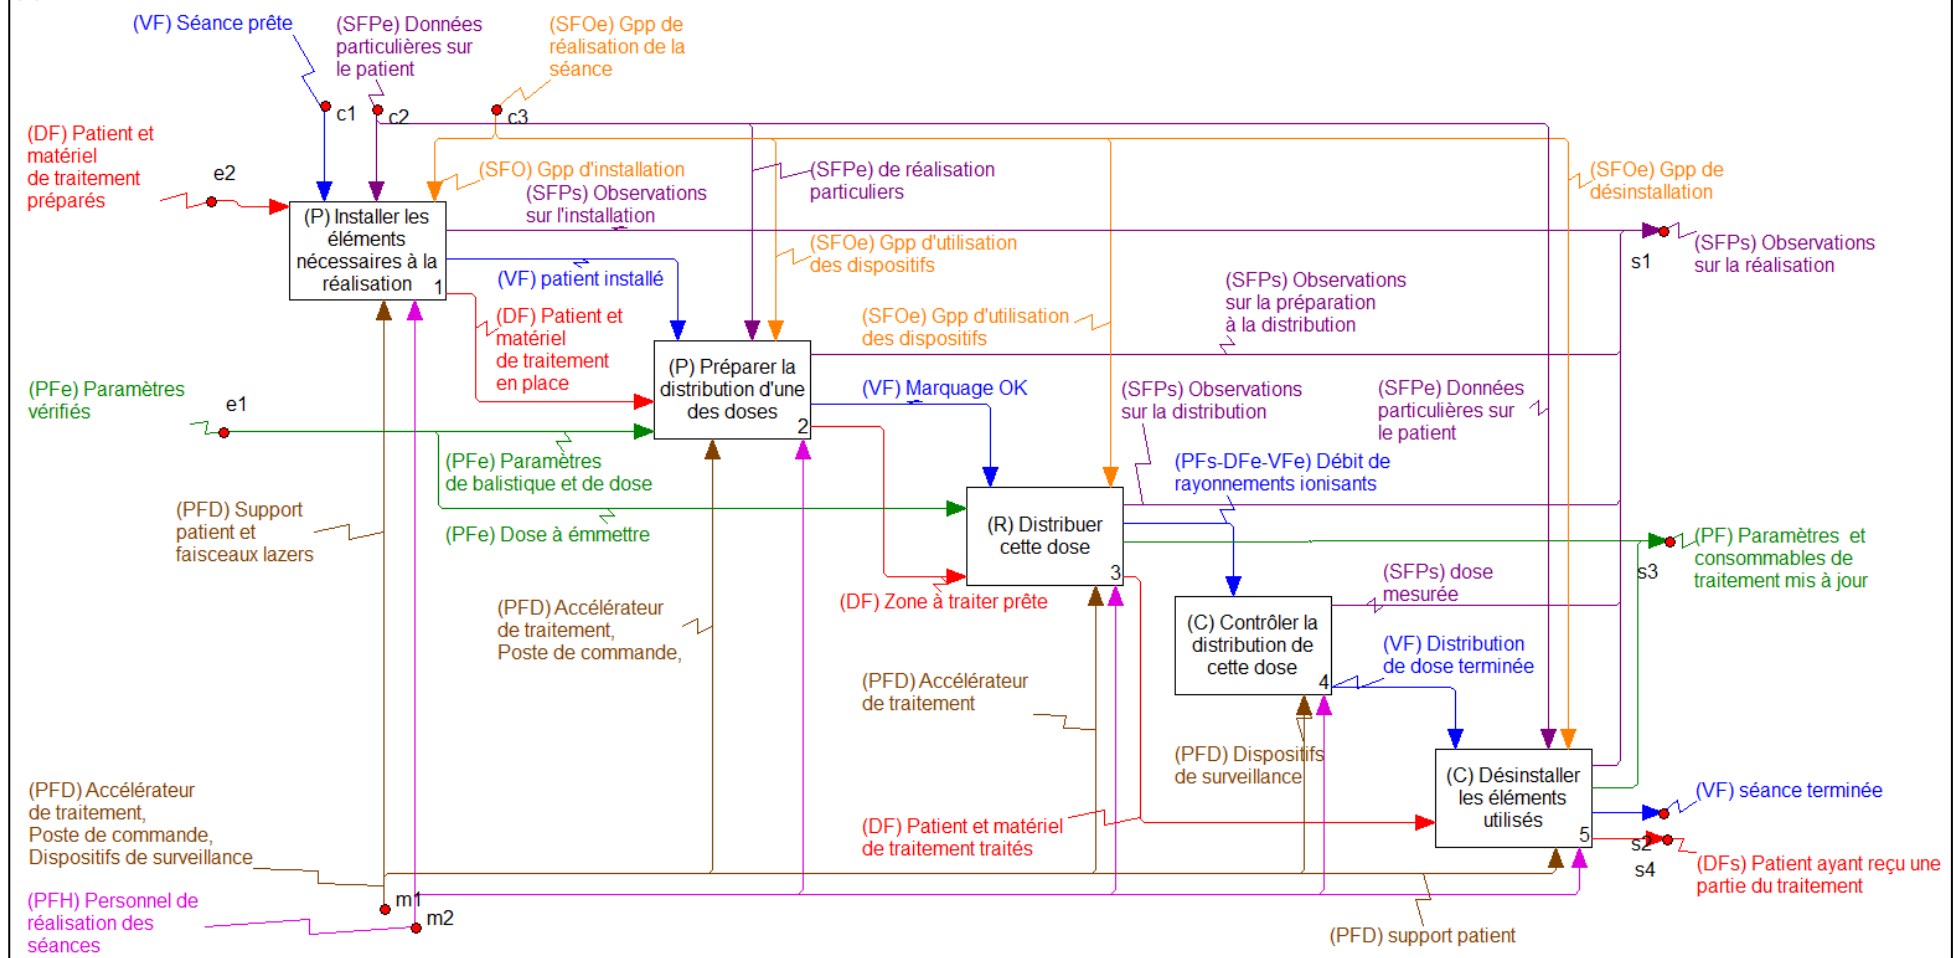 (VF) Séance prête
(SFPe) Données
particulières sur
le patient
(SFOe) Gpp de
réalisation de la
séance
c1
c2
c3
(DF) Patient et
matériel
de traitement
préparés
e2
(SFO) Gpp d'installation
(SFPs) Observations
sur l'installation
(SFPe) de réalisation
particuliers
(SFOe) Gpp de
désinstallation
(P) Installer les
éléments
nécessaires à la
réalisation
1
(SFOe) Gpp d'utilisation
des dispositifs
s1
(SFPs) Observations
sur la réalisation
(VF) patient installé
(SFPs) Observations
sur la préparation
à la distribution
(DF) Patient et
matériel
de traitement
en place
(SFOe) Gpp d'utilisation
des dispositifs
(P) Préparer la
distribution d'une
des doses
2
(PFe) Paramètres
vérifiés
e1
(VF) Marquage OK
(SFPs) Observations
sur la distribution
(SFPe) Données
particulières sur
le patient
(PFe) Paramètres
de balistique et de dose
(PFs-DFe-VFe) Débit de
rayonnements ionisants
(PFD) Support
patient et
faisceaux lazers
(PFe) Dose à émmettre
(R) Distribuer
cette dose
3
(PF) Paramètres et
consommables de
traitement mis à jour
s3
(DF) Zone à traiter prête
(SFPs) dose
mesurée
(PFD) Accélérateur
de traitement,
Poste de commande,
(C) Contrôler la
distribution de
cette dose
4
(VF) Distribution
de dose terminée
(PFD) Accélérateur
de traitement
(PFD) Dispositifs
de surveillance
(C) Désinstaller
les éléments
utilisés
5
(VF) séance terminée
s2
s4
(DFs) Patient ayant reçu une
partie du traitement
(PFD) Accélérateur
de traitement,
Poste de commande,
Dispositifs de surveillance
(DF) Patient et matériel
de traitement traités
m1
(PFH) Personnel de
réalisation des
séances
m2
(PFD) support patient